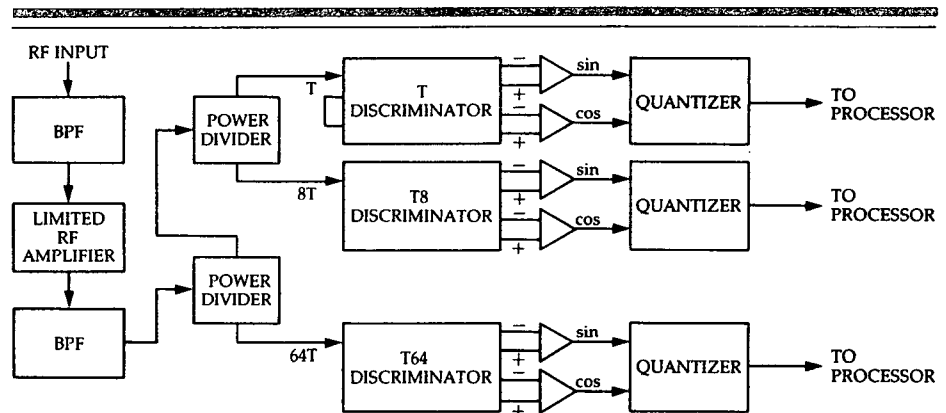 RF INPUT
BPF
LIMITED
RF
AMPLIFIER
BPF
POWER
DIVIDER
POWER
DIVIDER
T
T
DISCRIMINATOR
−
+
−
+
sin
cos
QUANTIZER
TO
PROCESSOR
8T
T8
DISCRIMINATOR
−
+
−
+
sin
cos
QUANTIZER
TO
PROCESSOR
64T
T64
DISCRIMINATOR
−
+
−
+
sin
cos
QUANTIZER
TO
PROCESSOR